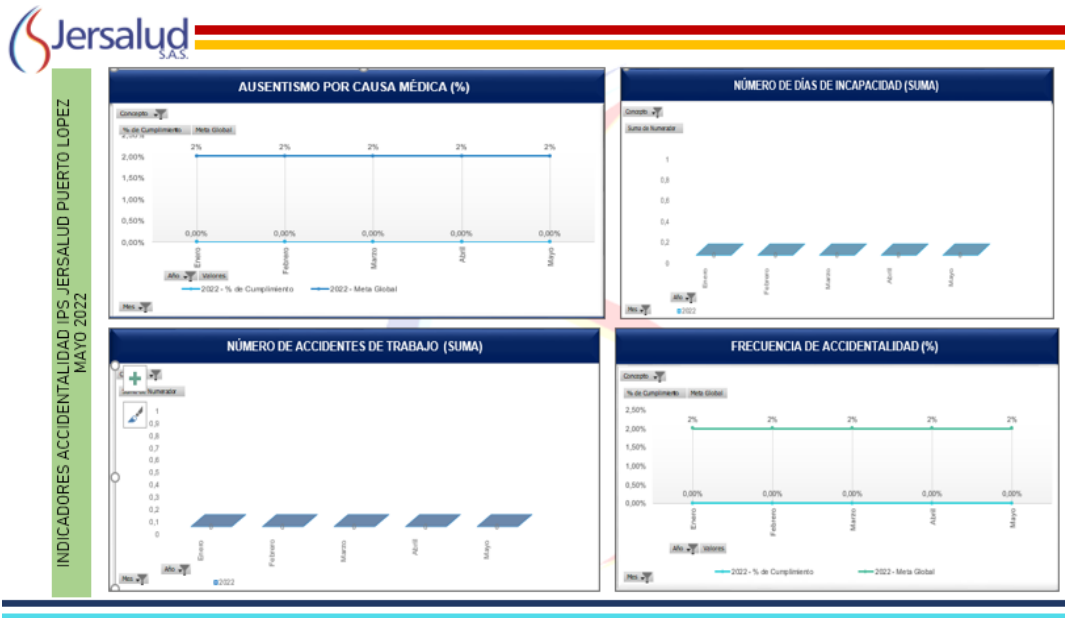 Jersalud
S.A.S.
INDICADORES ACCIDENTALIDAD IPS JERSALUD PUERTO LOPEZ
MAYO 2022
AUSENTISMO POR CAUSA MÉDICA (%)
Concepto
% de Cumplimiento Meta Global
2,00%
1,50%
1,00%
0,50%
0,00%
2% 2% 2% 2% 2%
0,00% 0,00% 0,00% 0,00% 0,00%
Enero Febrero Marzo Abril Mayo
Año Valores
2022 - % de Cumplimiento 2022 - Meta Global
Mes
NÚMERO DE DÍAS DE INCAPACIDAD (SUMA)
Concepto
Suma de Numerador
1
0,8
0,6
0,4
0,2
0
Enero Febrero Marzo Abril Mayo
Año
Mes
2022
NÚMERO DE ACCIDENTES DE TRABAJO (SUMA)
1
0,9
0,8
0,7
0,6
0,5
0,4
0,3
0,2
0,1
0
Enero Febrero Marzo Abril Mayo
Año
Mes
2022
FRECUENCIA DE ACCIDENTALIDAD (%)
Concepto
% de Cumplimiento Meta Global
2,50%
2,00%
1,50%
1,00%
0,50%
0,00%
2% 2% 2% 2% 2%
0,00% 0,00% 0,00% 0,00% 0,00%
Enero Febrero Marzo Abril Mayo
Año Valores
2022 - % de Cumplimiento 2022 - Meta Global
Mes